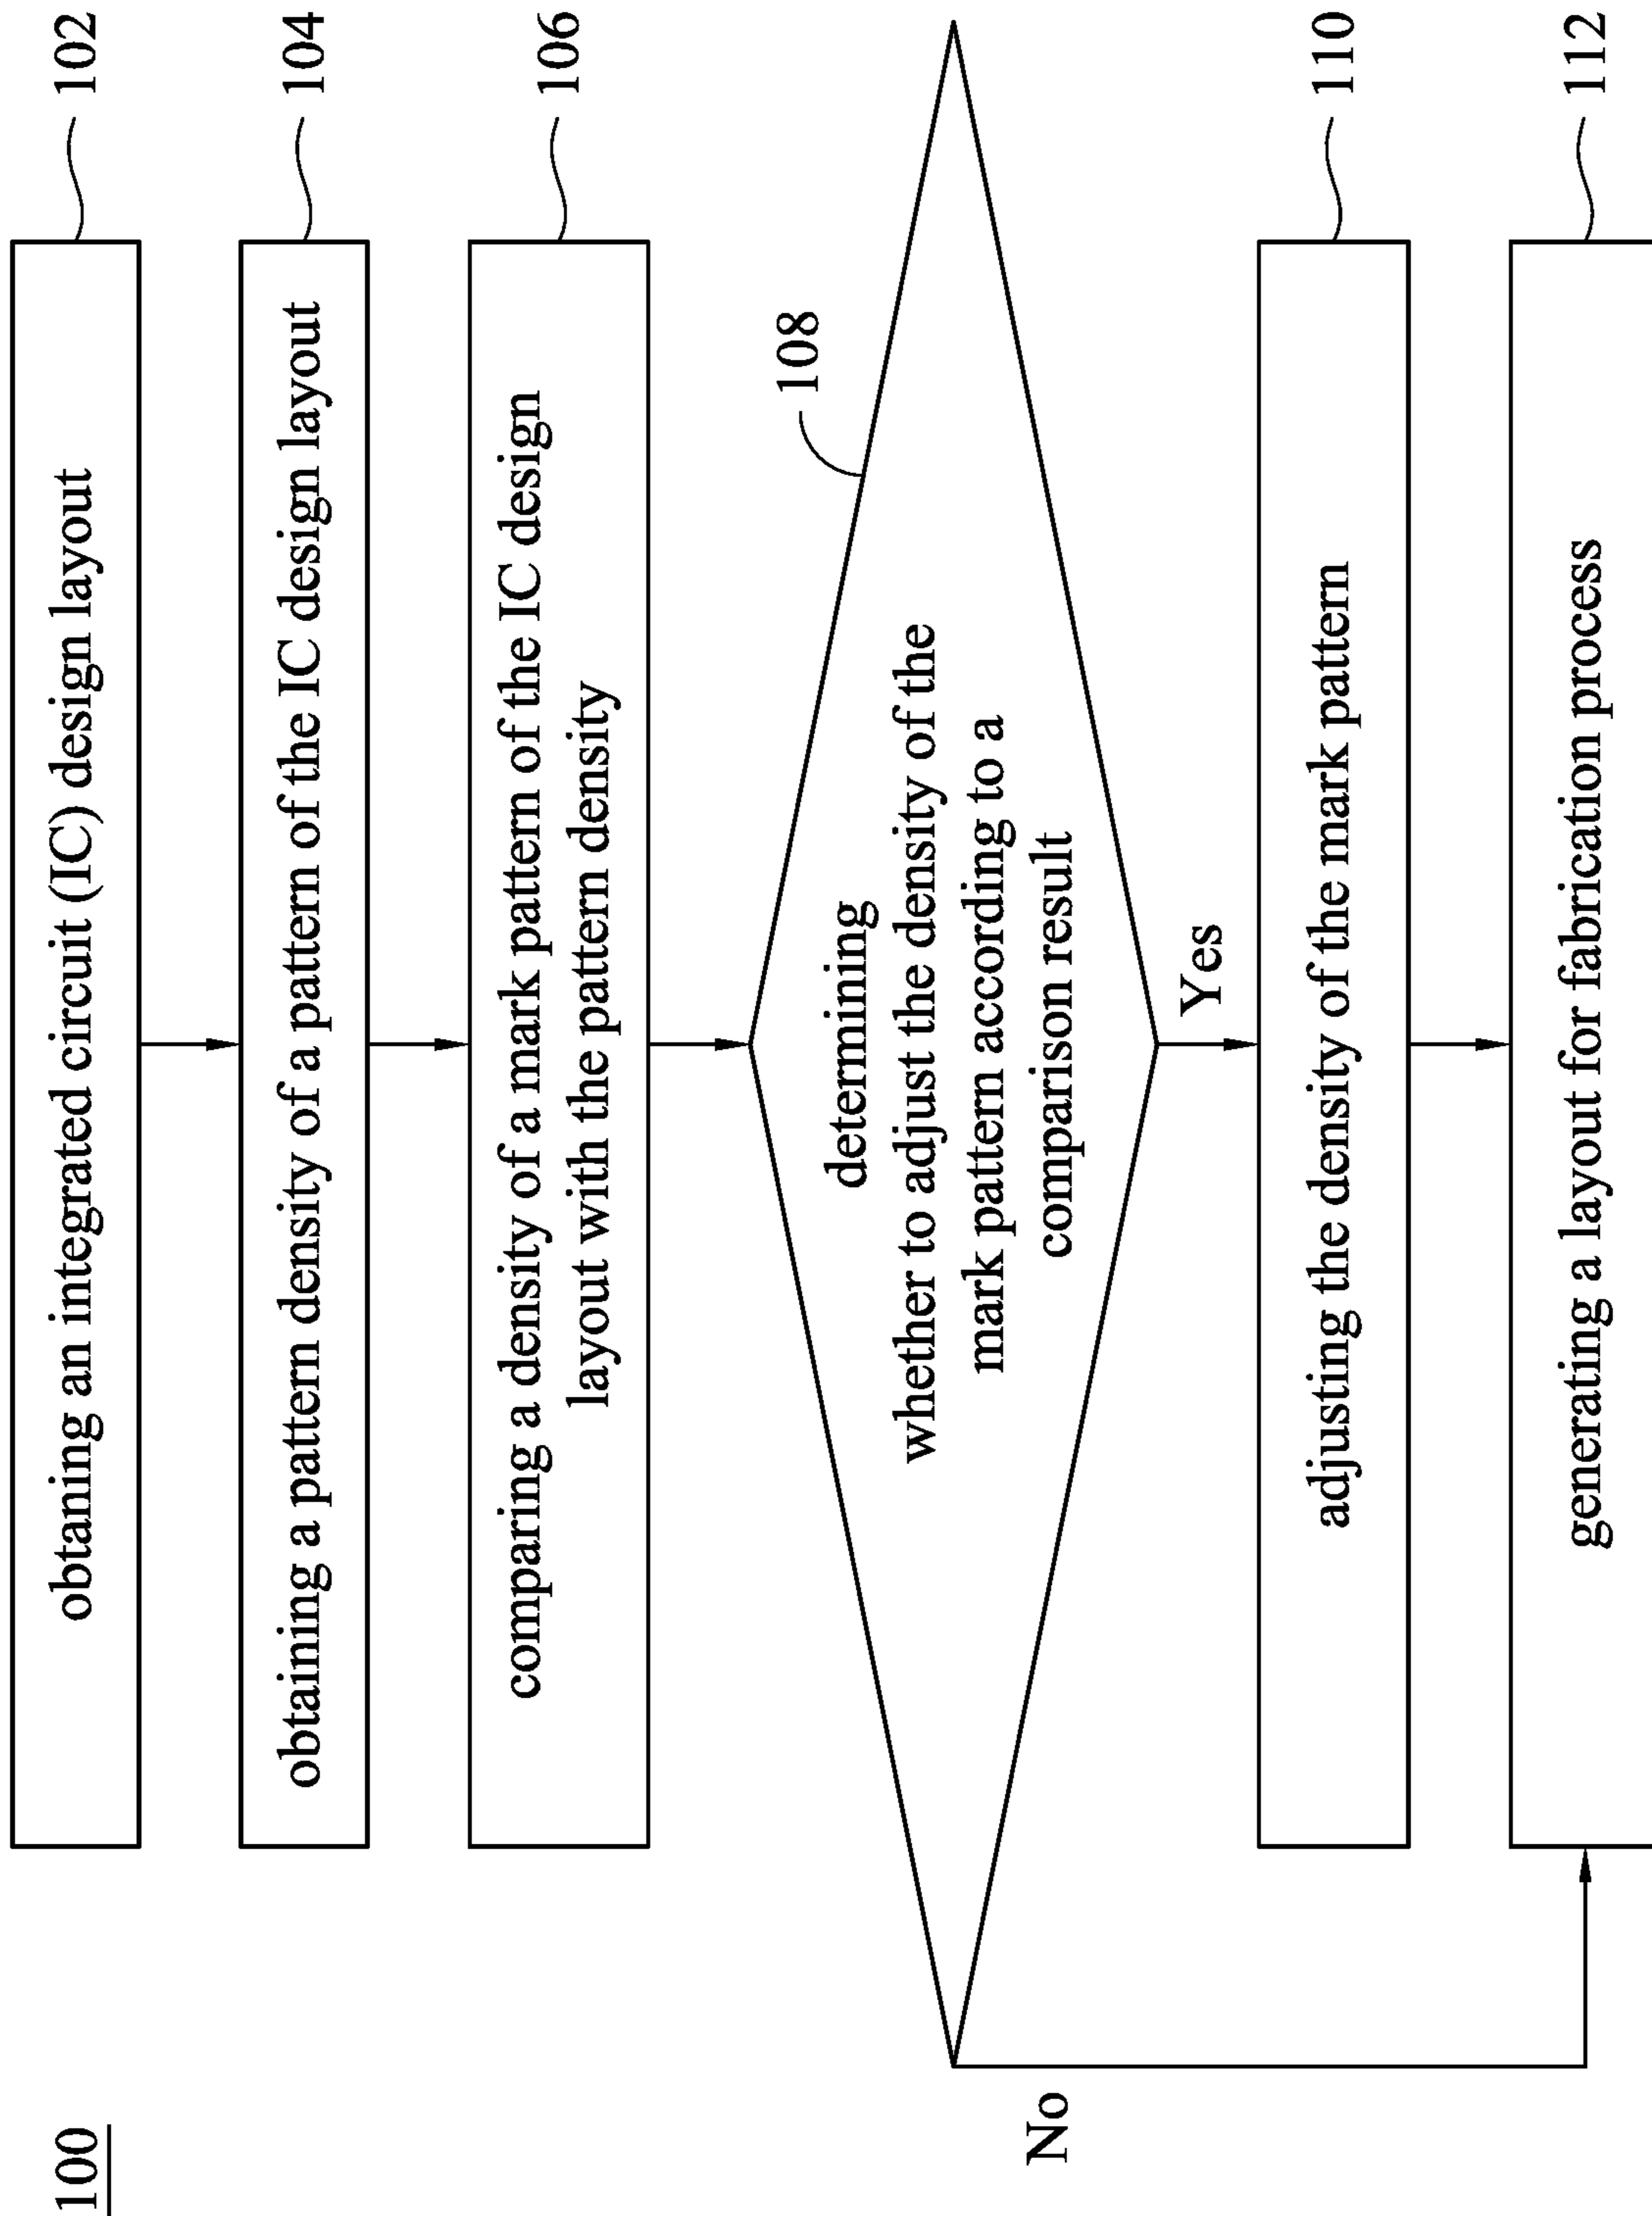 100
obtaning an integrated circuit (IC) design layout
102
obtaining a pattern density of a pattern of the IC design layout
104
comparing a density of a mark pattern of the IC design
layout with the pattern density
106
determining
whether to adjust the density of the
mark pattern according to a
comparison result
108
No
Yes
adjusting the density of the mark pattern
110
generating a layout for fabrication process
112